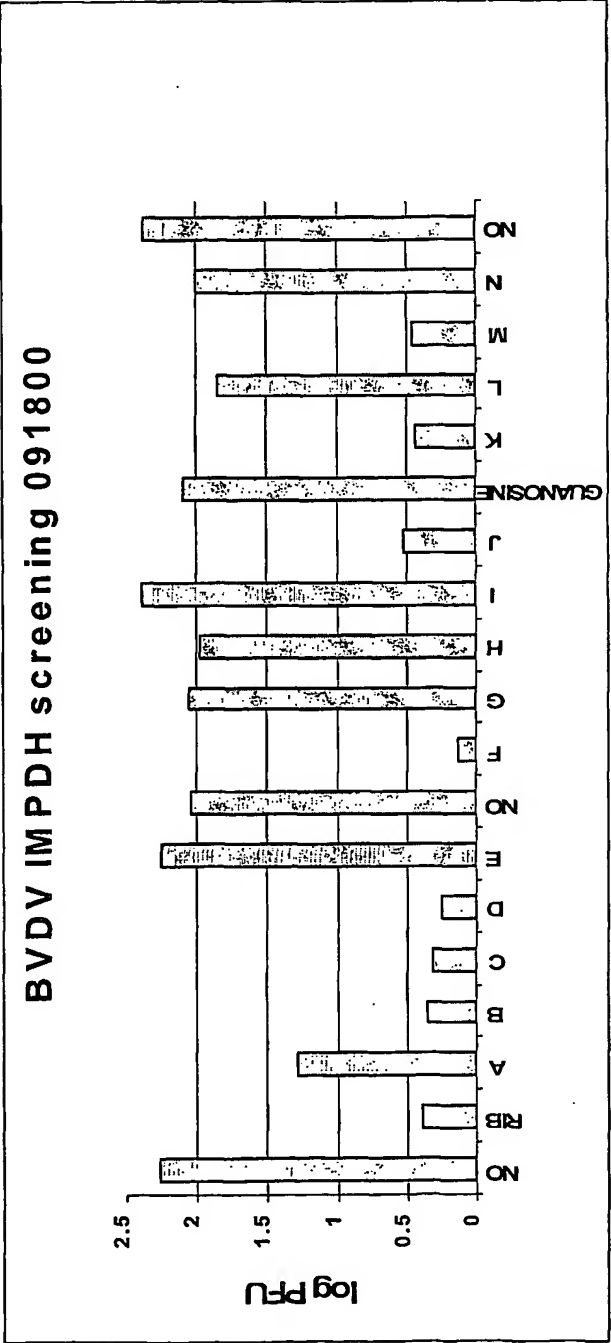 BVDV IMPDH screening 091800
log PFU
2.5
2
1.5
1
0.5
0
NO
RIB
A
B
C
D
E
NO
F
G
H
I
J
GUANOSINE
K
L
M
N
NO